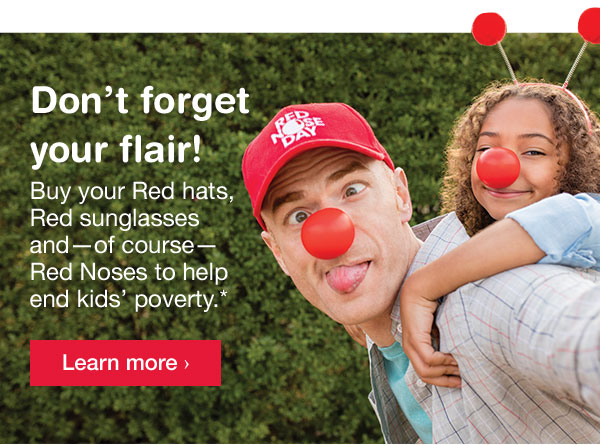 Don't forget
your flair!
Buy your Red hats,
Red sunglasses
and—of course—
Red Noses to help
end kids' poverty.*
Learn more ›
RED
NOSE
DAY